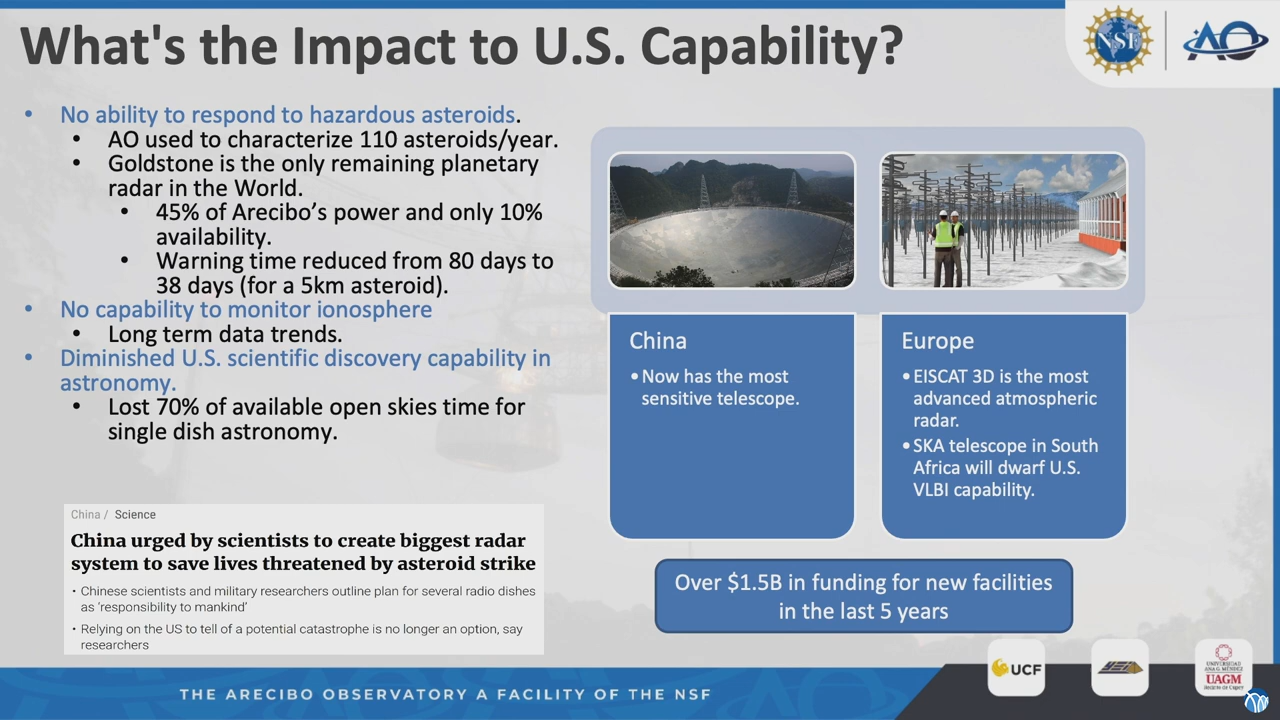 What's the Impact to U.S. Capability?
NSF
AO
• No ability to respond to hazardous asteroids.
• AO used to characterize 110 asteroids/year.
• Goldstone is the only remaining planetary
radar in the World.
• 45% of Arecibo's power and only 10%
availability.
• Warning time reduced from 80 days to
38 days (for a 5km asteroid).
• No capability to monitor ionosphere
• Long term data trends.
• Diminished U.S. scientific discovery capability in
astronomy.
• Lost 70% of available open skies time for
single dish astronomy.
China / Science
China urged by scientists to create biggest radar
system to save lives threatened by asteroid strike
• Chinese scientists and military researchers outline plan for several radio dishes
as 'responsibility to mankind'
• Relying on the US to tell of a potential catastrophe is no longer an option, say
researchers
China
• Now has the most
sensitive telescope.
Europe
• EISCAT 3D is the most
advanced atmospheric
radar.
• SKA telescope in South
Africa will dwarf U.S.
VLBI capability.
Over $1.5B in funding for new facilities
in the last 5 years
THE ARECIBO OBSERVATORY A FACILITY OF THE NSF
UCF
UNIVERSIDAD
ANA G. MÉNDEZ
UAGM